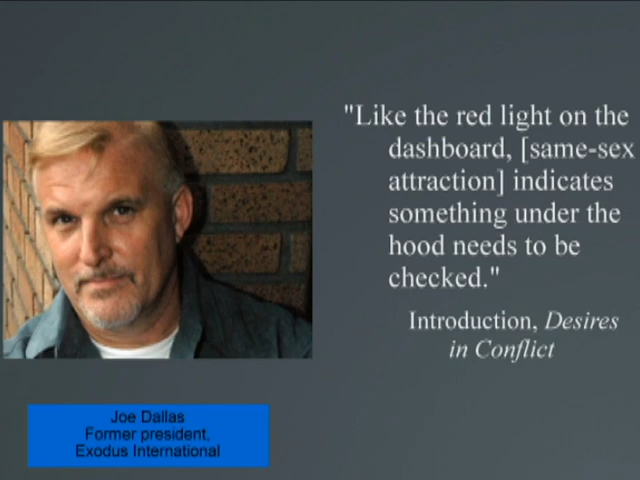 "Like the red light on the
dashboard, [same-sex
attraction] indicates
something under the
hood needs to be
checked."
Introduction, Desires
in Conflict
Joe Dallas
Former president,
Exodus International